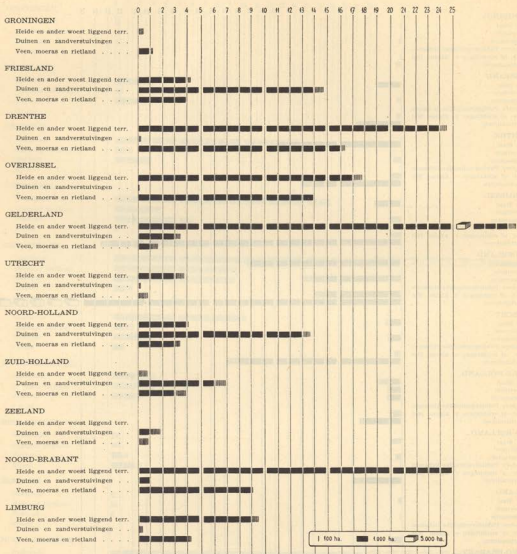 0 1 2 3 4 5 6 7 8 9 10 11 12 13 14 15 16 17 18 19 20 21 22 23 24 25
GRONINGEN
Heide en ander woest liggend terr.
Duinen en zandverstuivingen . .
Veen, moeras en rietland . . . .
FRIESLAND
Heide en ander woest liggend terr.
Duinen en zandverstuivingen . . .
Veen, moeras en rietland . . . .
DRENTHE
Heide en ander woest liggend terr.
Duinen en zandverstuivingen . . .
Veen, moeras en rietland . . . .
OVERIJSSEL
Heide en ander woest liggend terr.
Duinen en zandverstuivingen . . .
Veen, moeras en rietland . . . .
GELDERLAND
Heide en ander woest liggend terr.
Duinen en zandverstuivingen . . .
Veen, moeras en rietland . . . .
UTRECHT
Heide en ander woest liggend terr.
Duinen en zandverstuivingen . . .
Veen, moeras en rietland . . . .
NOORD-HOLLAND
Heide en ander woest liggend terr.
Duinen en zandverstuivingen . . .
Veen, moeras en rietland . . . .
ZUID-HOLLAND
Heide en ander woest liggend terr.
Duinen en zandverstuivingen . . .
Veen, moeras en rietland . . . .
ZEELAND
Heide en ander woest liggend terr.
Duinen en zandverstuivingen . . .
Veen, moeras en rietland . . . .
NOORD-BRABANT
Heide en ander woest liggend terr.
Duinen en zandverstuivingen . . .
Veen, moeras en rietland . . . .
LIMBURG
Heide en ander woest liggend terr.
Duinen en zandverstuivingen . . .
Veen, moeras en rietland . . . .
100 ha. 1.000 ha. 5.000 ha.